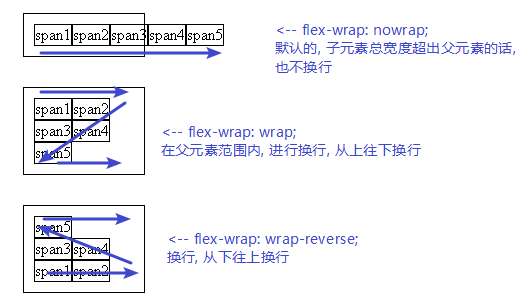 span1 span2 span3 span4 span5
<-- flex-wrap: nowrap;
默认的, 子元素总宽度超出父元素的话,
也不换行
span1 span2
span3 span4
span5
<-- flex-wrap: wrap;
在父元素范围内, 进行换行, 从上往下换行
span5
span3 span4
span1 span2
<-- flex-wrap: wrap-reverse;
换行, 从下往上换行